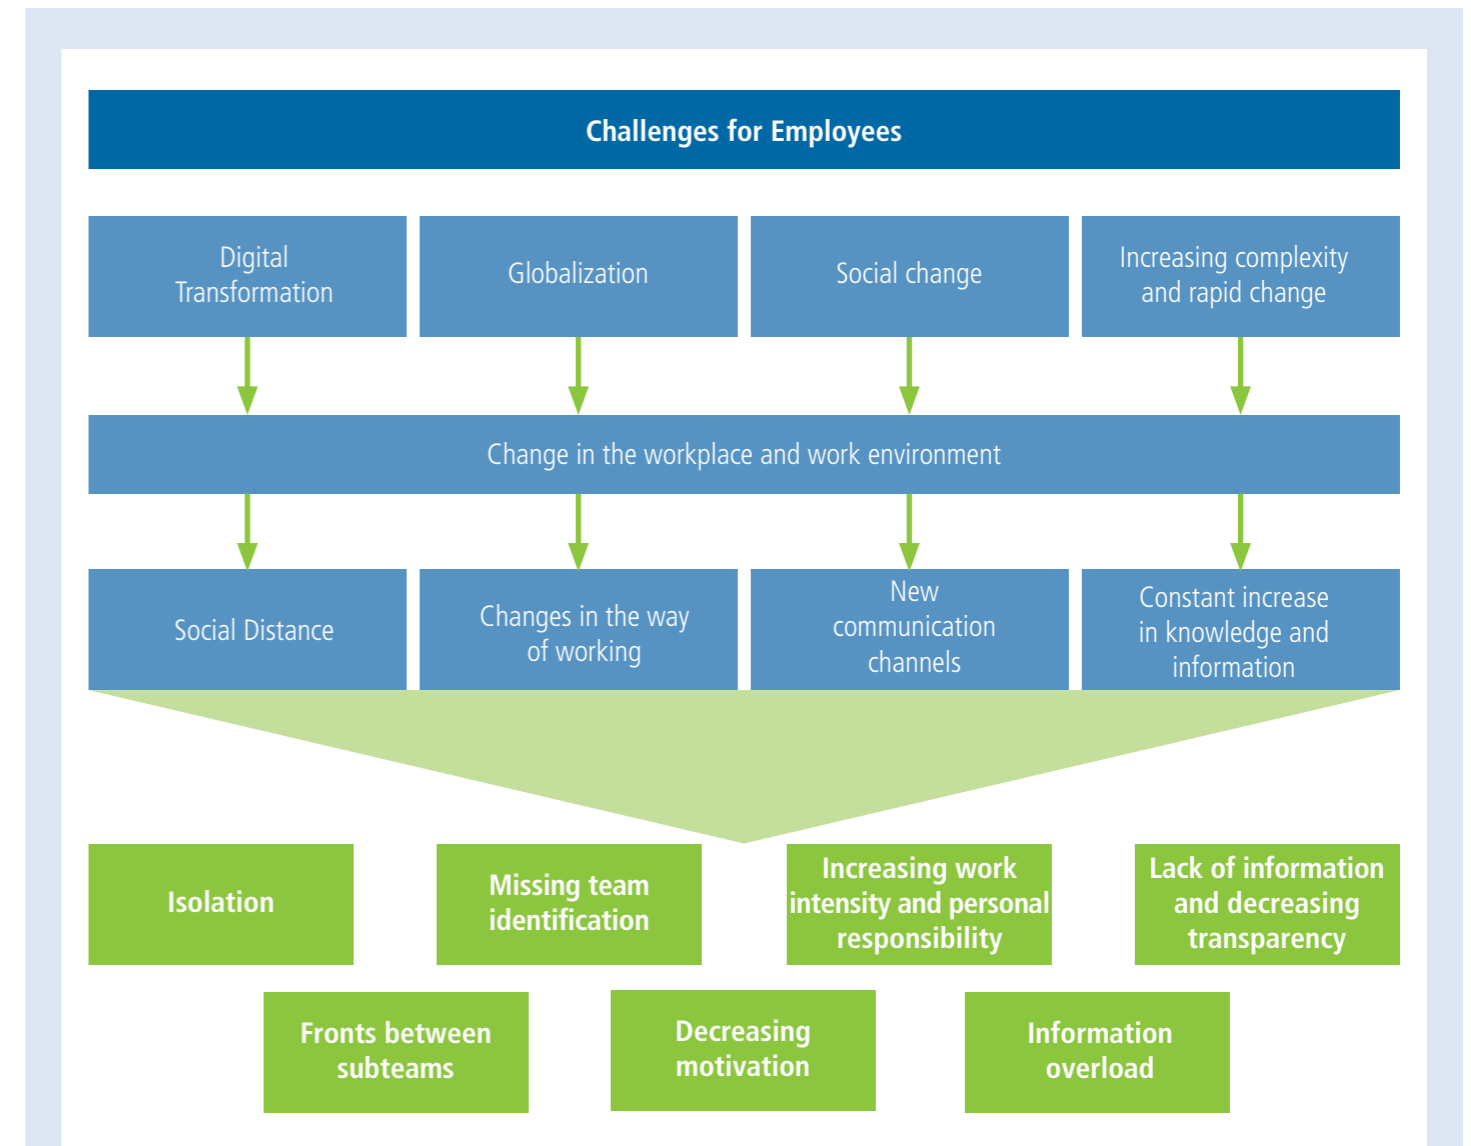 Challenges for Employees
Digital
Transformation
Globalization
Social change
Increasing complexity
and rapid change
Change in the workplace and work environment
Social Distance
Changes in the way
of working
New
communication
channels
Constant increase
in knowledge and
information
Isolation
Missing team
identification
Increasing work
intensity and personal
responsibility
Lack of information
and decreasing
transparency
Fronts between
subteams
Decreasing
motivation
Information
overload